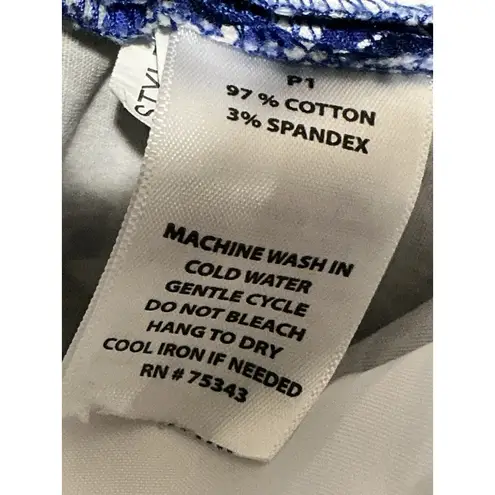 STYL
P1
97 % COTTON
3% SPANDEX
MACHINE WASH IN
COLD WATER
GENTLE CYCLE
DO NOT BLEACH
HANG TO DRY
COOL IRON IF NEEDED
RN # 75343